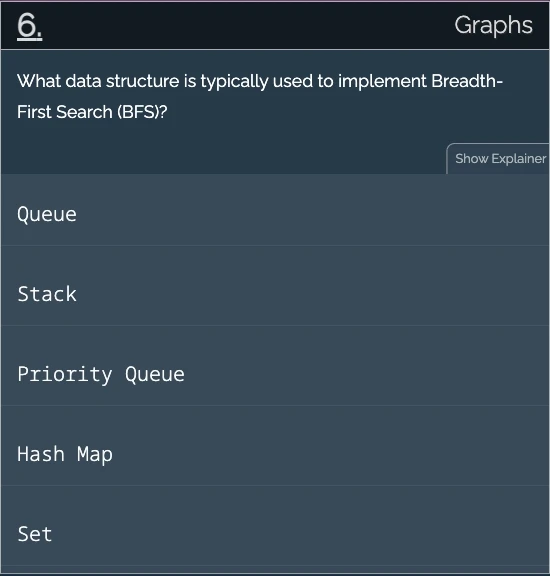 6.
Graphs
What data structure is typically used to implement Breadth-
First Search (BFS)?
Show Explainer
Queue
Stack
Priority Queue
Hash Map
Set